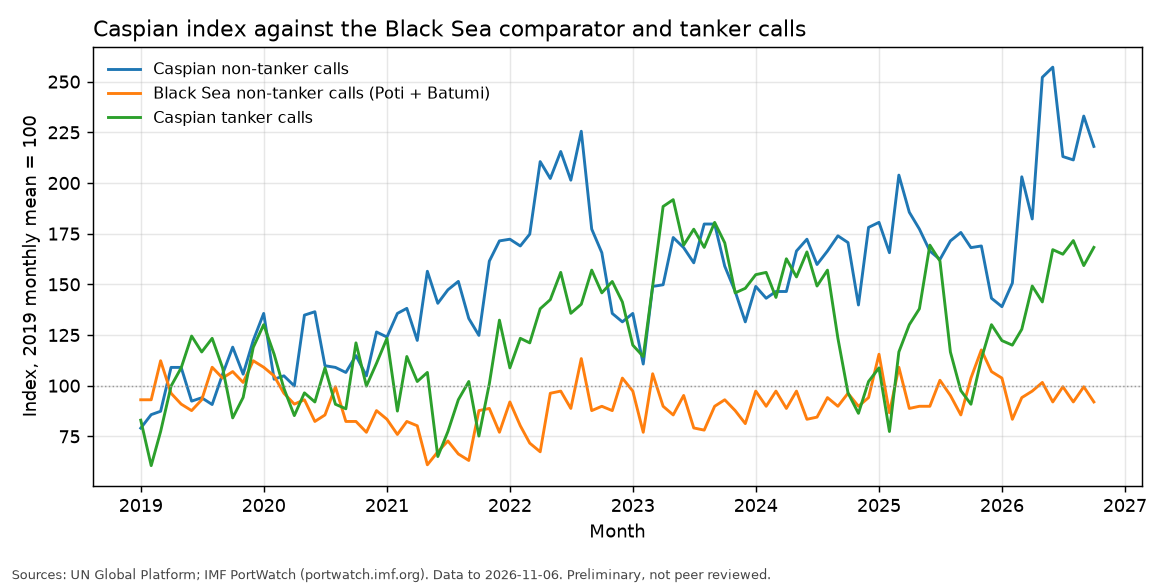 Caspian index against the Black Sea comparator and tanker calls
Caspian non-tanker calls
Black Sea non-tanker calls (Poti + Batumi)
Caspian tanker calls
Index, 2019 monthly mean = 100
250
225
200
175
150
125
100
75
2019 2020 2021 2022 2023 2024 2025 2026 2027
Month
Sources: UN Global Platform; IMF PortWatch (portwatch.imf.org). Data to 2026-11-06. Preliminary, not peer reviewed.